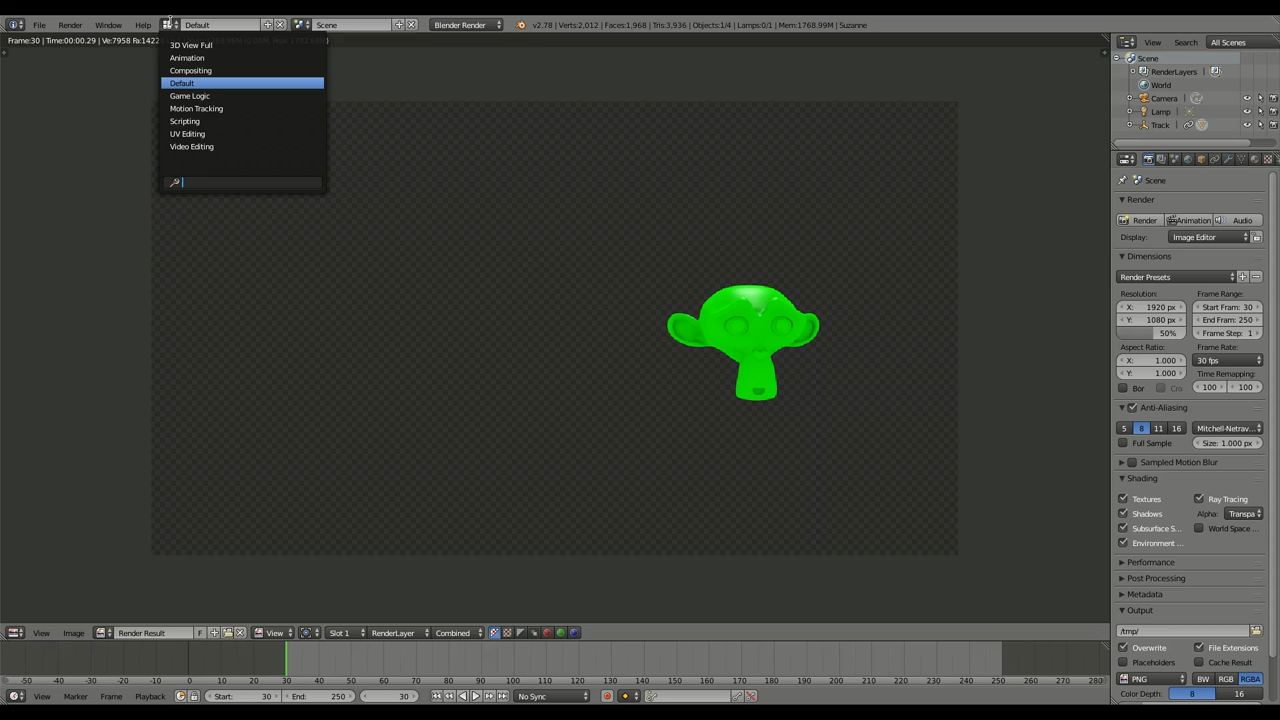 File Render Window Help Default Scene Blender Render v2.78 | Verts:2,012 | Faces:1,968 | Tris:3,936 | Objects:1/4 | Lamps:0/1 | Mem:1768.99M | Suzanne
Frame:30 | Time:00:00.29 | Ve:7958 Fa:1422
3D View Full
Animation
Compositing
Default
Game Logic
Motion Tracking
Scripting
UV Editing
Video Editing
View Search All Scenes
Scene
RenderLayers
World
Camera
Lamp
Track
Scene
Render
Render Animation Audio
Display: Image Editor
Dimensions
Render Presets
Resolution: Frame Range:
X: 1920 px Start Fram: 30
Y: 1080 px End Fram: 250
50% Frame Step: 1
Aspect Ratio: Frame Rate:
X: 1.000 30 fps
Y: 1.000 Time Remapping:
Bor Cro 100 100
Anti-Aliasing
5 8 11 16 Mitchell-Netrav...
Full Sample Size: 1.000 px
Sampled Motion Blur
Shading
Textures Ray Tracing
Shadows Alpha: Transpa
Subsurface S... World Space ...
Environment ...
Performance
Post Processing
Metadata
Output
/tmp/
Overwrite File Extensions
Placeholders Cache Result
PNG BW RGB RGBA
Color Depth: 8 16
View Image Render Result F View Slot 1 RenderLayer Combined
-50 -40 -30 -20 -10 0 10 20 30 40 50 60 70 80 90 100 110 120 130 140 150 160 170 180 190 200 210 220 230 240 250 260 270 280
View Marker Frame Playback Start: 30 End: 250 30 No Sync